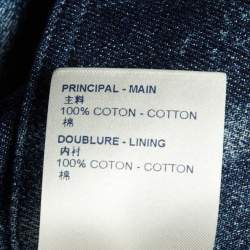 PRINCIPAL - MAIN
主料
100% COTON - COTTON
棉
DOUBLURE - LINING
内衬
100% COTON - COTTON
棉